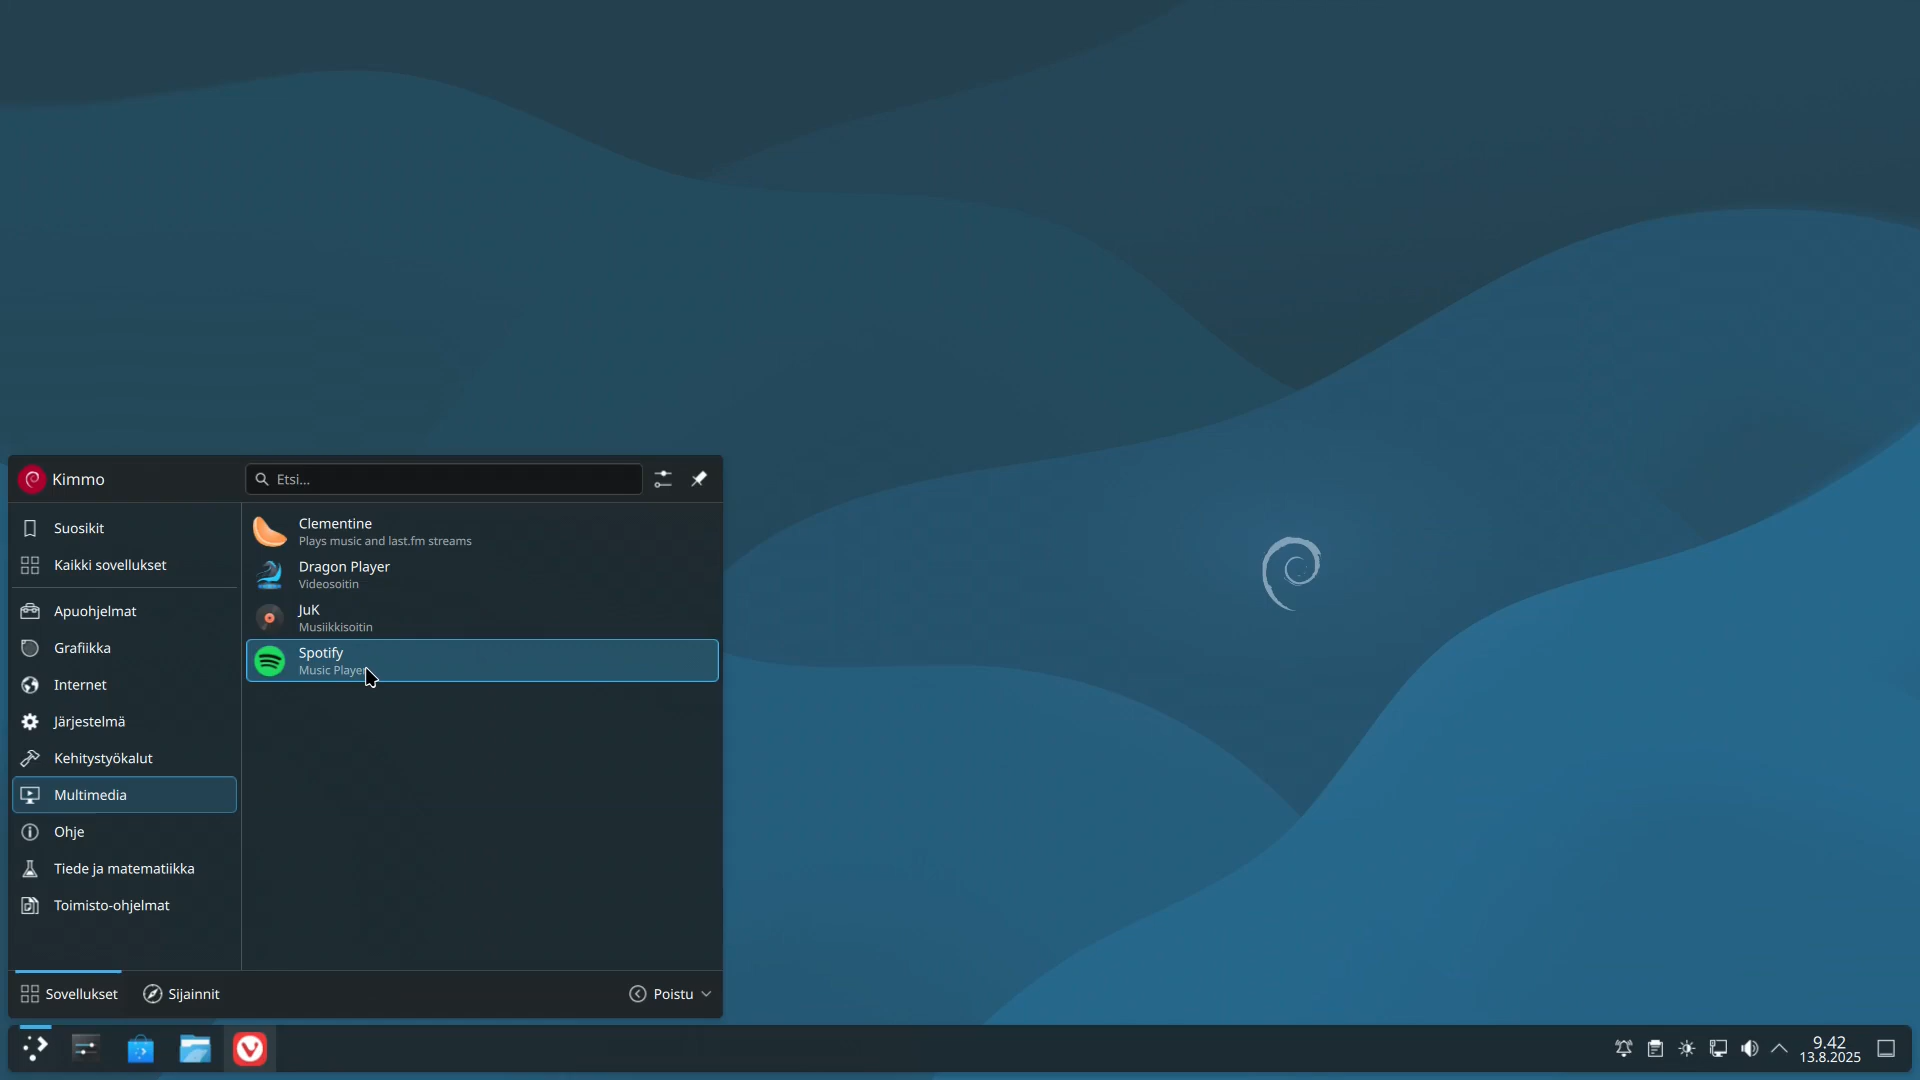 Kimmo
Etsi...
Suosikit
Kaikki sovellukset
Apuohjelmat
Grafiikka
Internet
Järjestelmä
Kehitystyökalut
Multimedia
Ohje
Tiede ja matematiikka
Toimisto-ohjelmat
Clementine
Plays music and last.fm streams
Dragon Player
Videosoitin
JuK
Musiikkisoitin
Spotify
Music Player
Sovellukset
Sijainnit
Poistu
9.42
13.8.2025